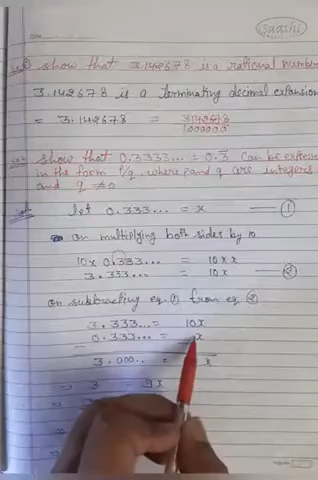 Saathi
show that 3.142678 is a rational number
3.142678 is a terminating decimal expansion
= 3.142678 = 3142678
1000000
show that 0.3333... = 0.3̅ can be express
in the form P/q, where p and q are integers
and q ≠ 0
let 0.333... = x ①
on multiplying both sides by 10
10 x 0.333... = 10 x x
3.333... = 10x ②
on subtracting eq. ① from eq. ②
3.333... = 10x
0.333... = x
3.000.. = x
⇒ 3 9x